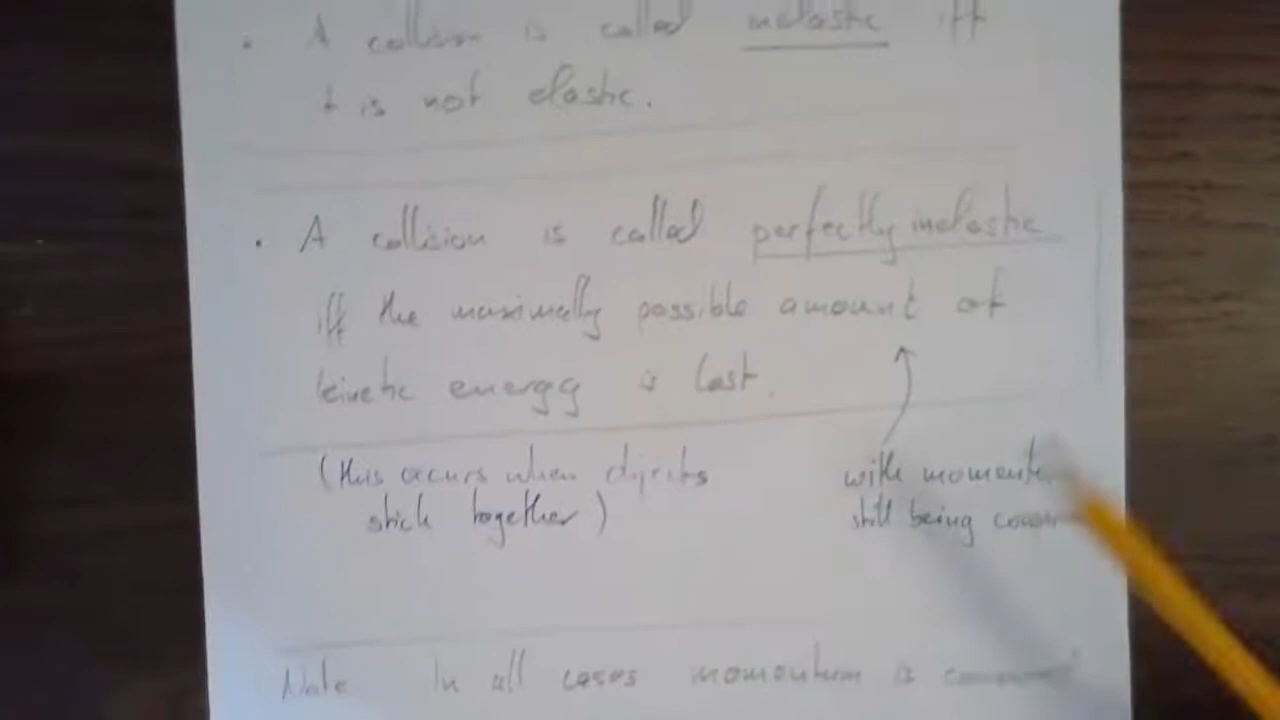 • A collision is called inelastic iff
it is not elastic.
• A collision is called perfectly inelastic
iff the maximally possible amount of
kinetic energy is lost.
(this occurs when objects
stick together)
with
still being
Note In all cases momentum is